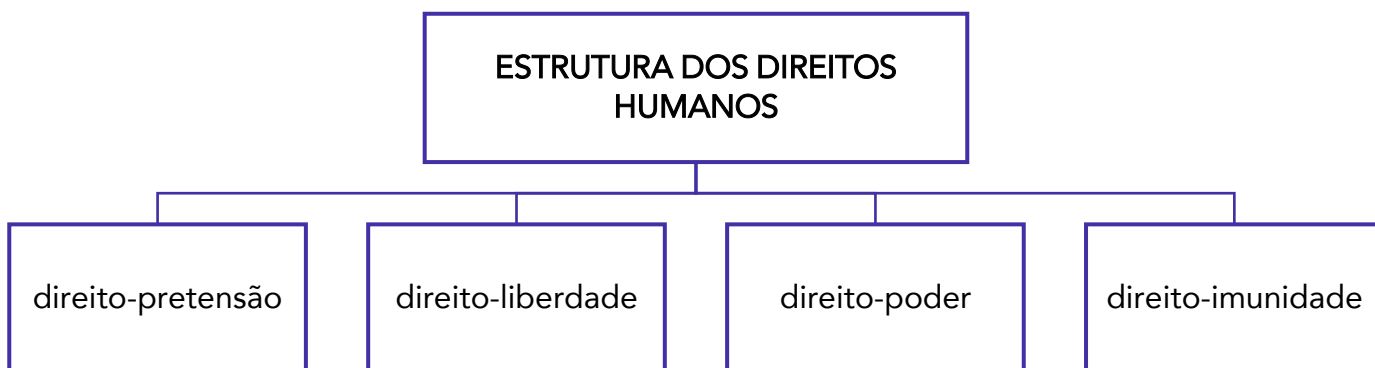 ESTRUTURA DOS DIREITOS
HUMANOS
direito-pretensão
direito-liberdade
direito-poder
direito-imunidade